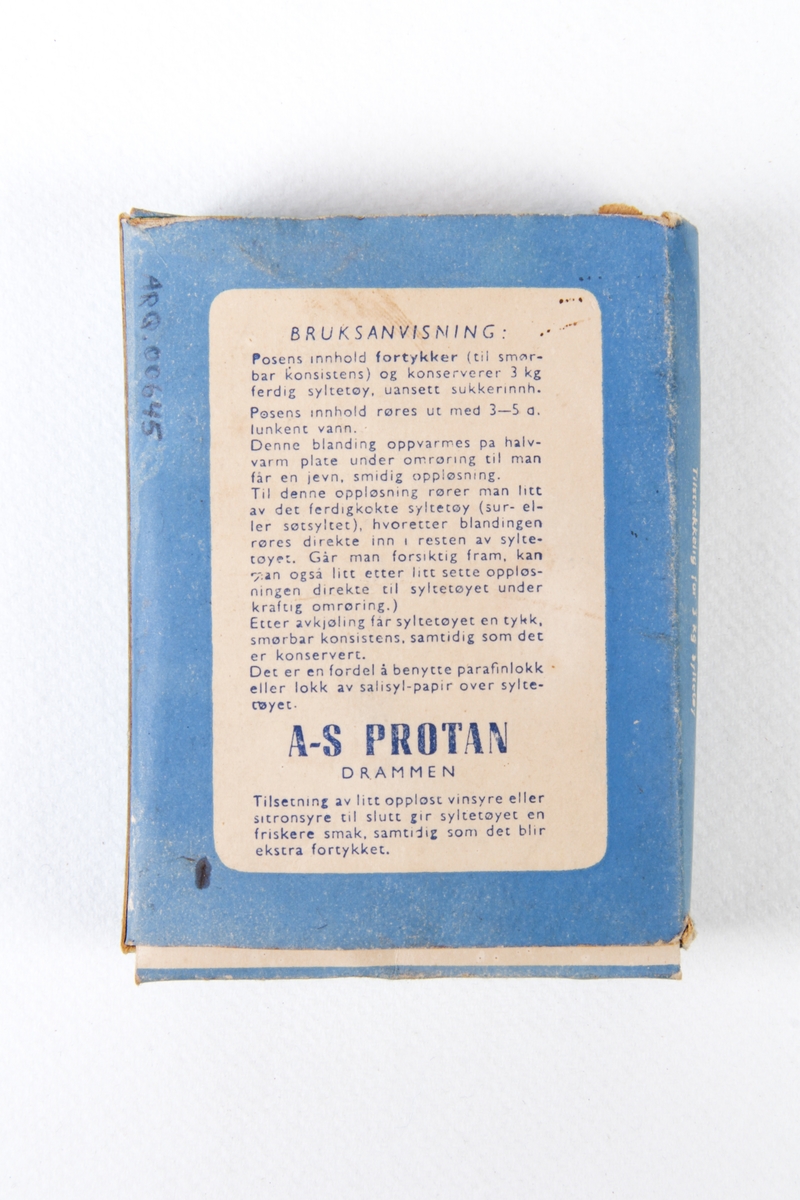 BRUKSANVISNING:
Posens innhold fortykker (til smør-
bar konsistens) og konserverer 3 kg
ferdig syltetøy, uansett sukkerinnh.
Posens innhold røres ut med 3—5 d.
lunkent vann.
Denne blanding oppvarmes pa halv-
varm plate under omrøring til man
får en jevn, smidig oppløsning.
Til denne oppløsning rører man litt
av det ferdigkokte syltetøy (sur- el-
ler søtsyltet), hvoretter blandingen
røres direkte inn i resten av sylte-
tøyet. Går man forsiktig fram, kan
man også litt etter litt sette oppløs-
ningen direkte til syltetøyet under
kraftig omrøring.)
Etter avkjøling får syltetøyet en tykk,
smørbar konsistens, samtidig som det
er konservert.
Det er en fordel å benytte parafinlokk
eller lokk av salisyl-papir over sylte-
tøyet.
A-S PROTAN
DRAMMEN
Tilsetning av litt oppløst vinsyre eller
sitronsyre til slutt gir syltetøyet en
friskere smak, samtidig som det blir
ekstra fortykket.
ARQ.00645
Tilstrekkelig for 3 kg syltetøy